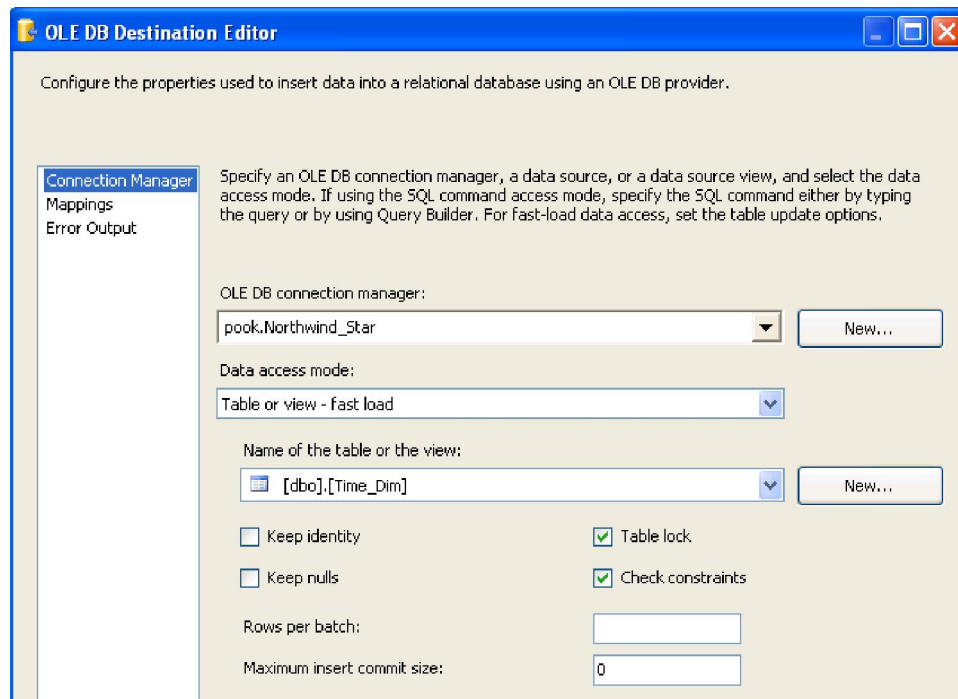 OLE DB Destination Editor
Configure the properties used to insert data into a relational database using an OLE DB provider.
Connection Manager
Mappings
Error Output
Specify an OLE DB connection manager, a data source, or a data source view, and select the data
access mode. If using the SQL command access mode, specify the SQL command either by typing
the query or by using Query Builder. For fast-load data access, set the table update options.
OLE DB connection manager:
pook.Northwind_Star
New...
Data access mode:
Table or view - fast load
Name of the table or the view:
[dbo].[Time_Dim]
New...
Keep identity
Table lock
Keep nulls
Check constraints
Rows per batch:
Maximum insert commit size:
0